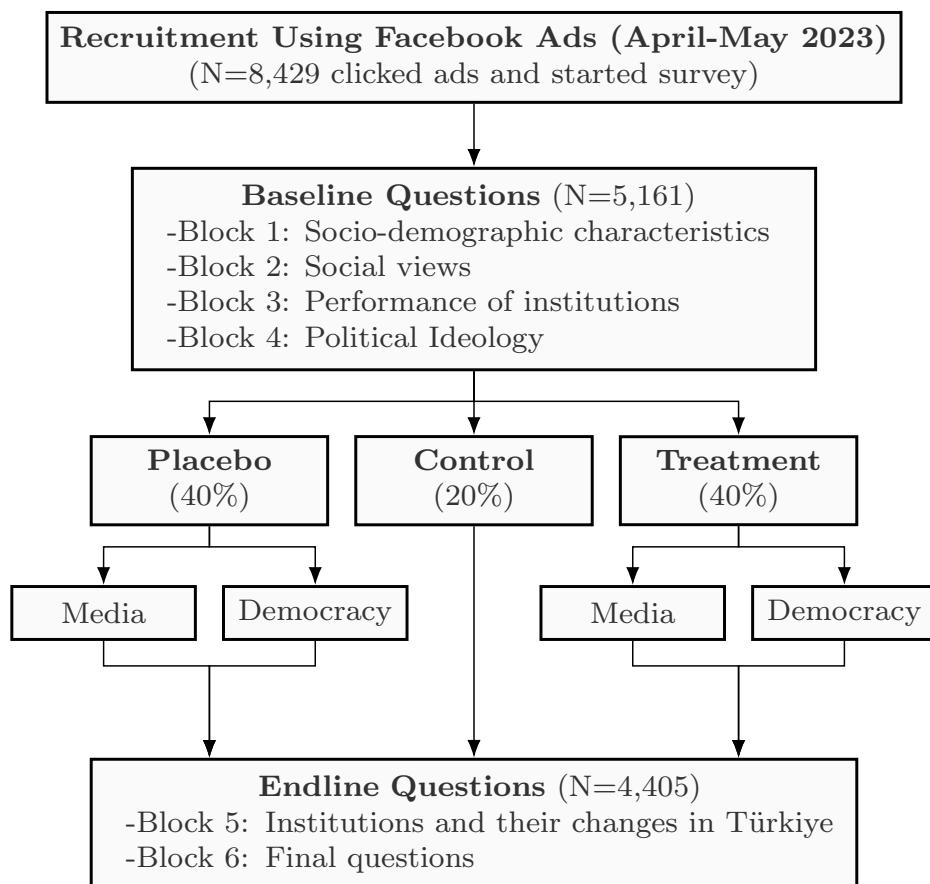 Recruitment Using Facebook Ads (April-May 2023)
(N=8,429 clicked ads and started survey)
Baseline Questions (N=5,161)
-Block 1: Socio-demographic characteristics
-Block 2: Social views
-Block 3: Performance of institutions
-Block 4: Political Ideology
Placebo
(40%)
Control
(20%)
Treatment
(40%)
Media
Democracy
Media
Democracy
Endline Questions (N=4,405)
-Block 5: Institutions and their changes in Türkiye
-Block 6: Final questions